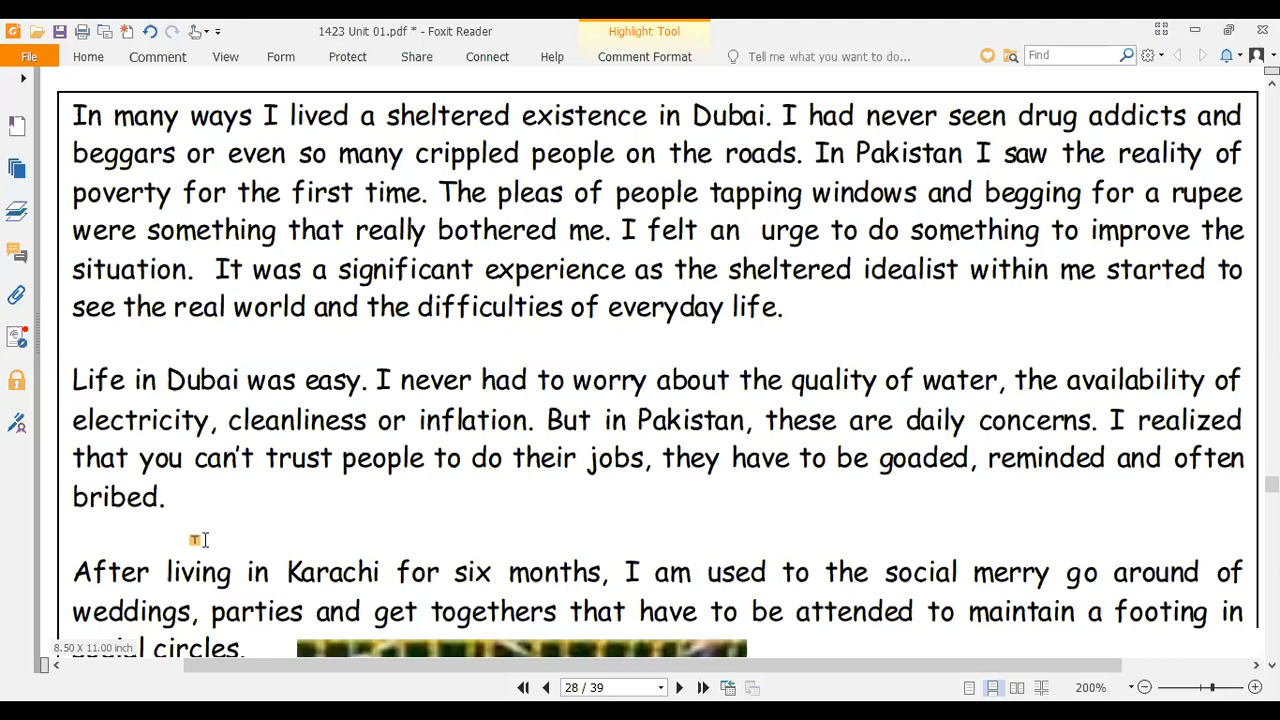 1423 Unit 01.pdf * - Foxit Reader
Highlight Tool
File Home Comment View Form Protect Share Connect Help Comment Format Tell me what you want to do... Find
In many ways I lived a sheltered existence in Dubai. I had never seen drug addicts and
beggars or even so many crippled people on the roads. In Pakistan I saw the reality of
poverty for the first time. The pleas of people tapping windows and begging for a rupee
were something that really bothered me. I felt an urge to do something to improve the
situation. It was a significant experience as the sheltered idealist within me started to
see the real world and the difficulties of everyday life.
Life in Dubai was easy. I never had to worry about the quality of water, the availability of
electricity, cleanliness or inflation. But in Pakistan, these are daily concerns. I realized
that you can't trust people to do their jobs, they have to be goaded, reminded and often
bribed.
After living in Karachi for six months, I am used to the social merry go around of
weddings, parties and get togethers that have to be attended to maintain a footing in
circles.
8.50 X 11.00 inch
28 / 39
200%